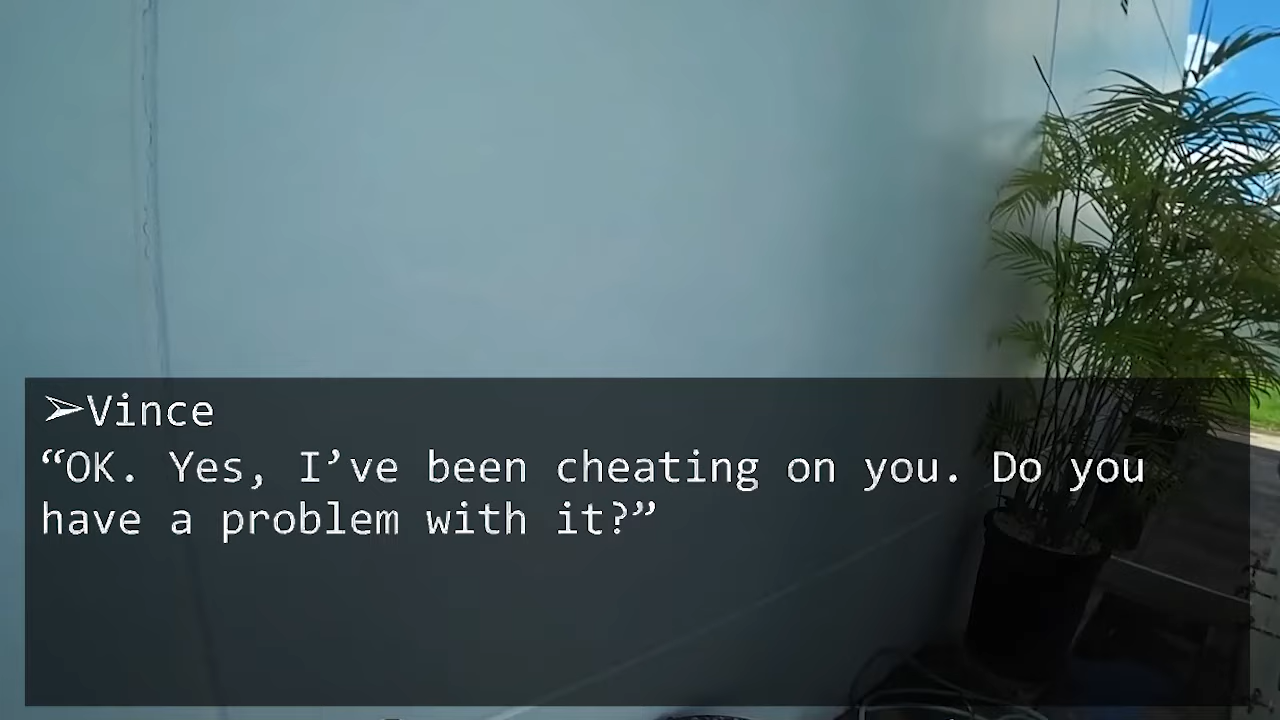 ➢Vince
“OK. Yes, I’ve been cheating on you. Do you
have a problem with it?”